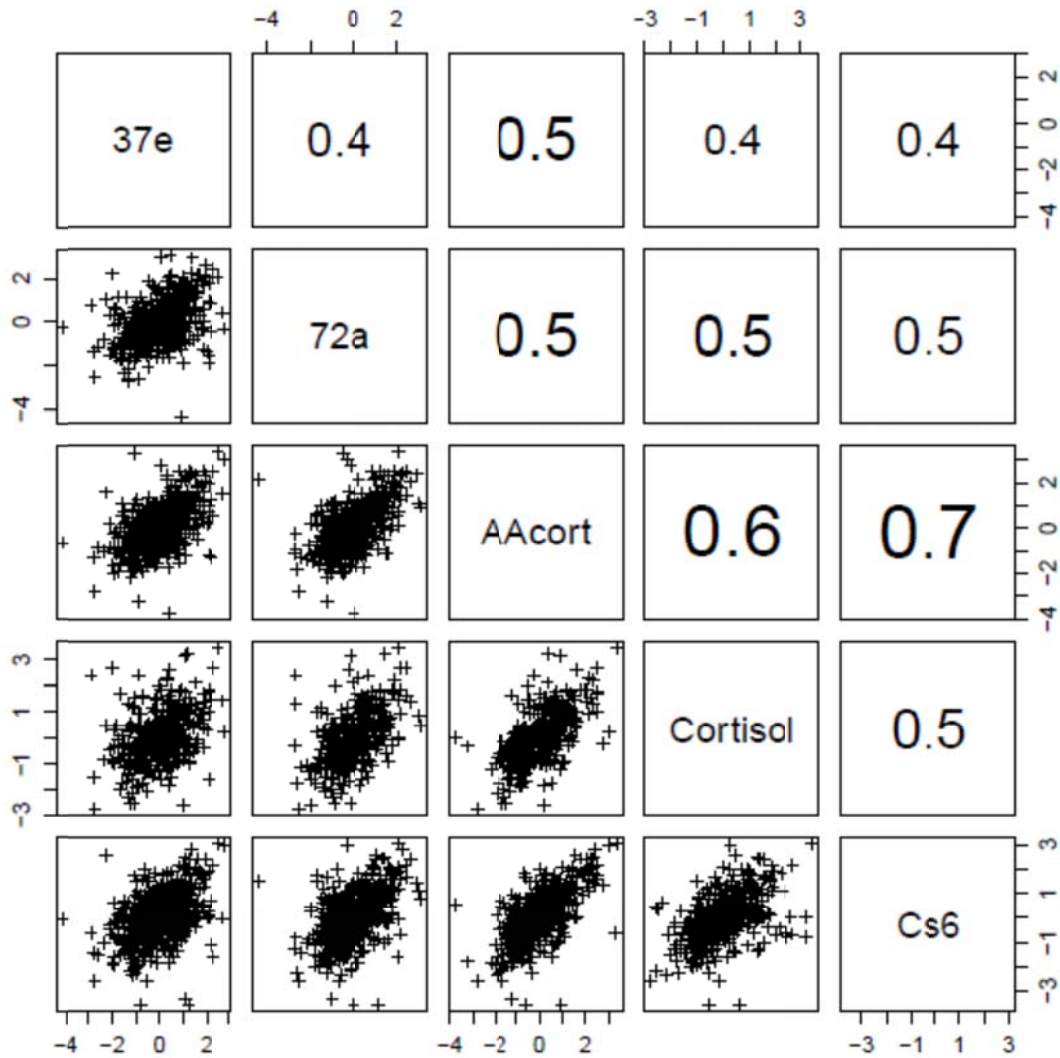 −4 0 2 −3 −1 1 3
37e 0.4 0.5 0.4 0.4
2 0 −2 −4
2 0 −4
72a 0.5 0.5 0.5
AAcort 0.6 0.7
2 0 −2 −4
3 1 −1 −3
Cortisol 0.5
Cs6
3 1 −1 −3
−4 −2 0 2 −4 −2 0 2 −3 −1 1 3